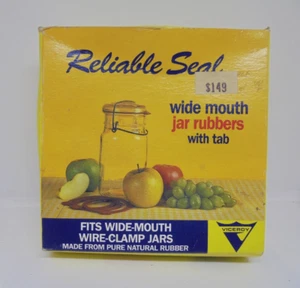 Reliable Seal
$149
wide mouth
jar rubbers
with tab
FITS WIDE-MOUTH
WIRE-CLAMP JARS
MADE FROM PURE NATURAL RUBBER
VICEROY